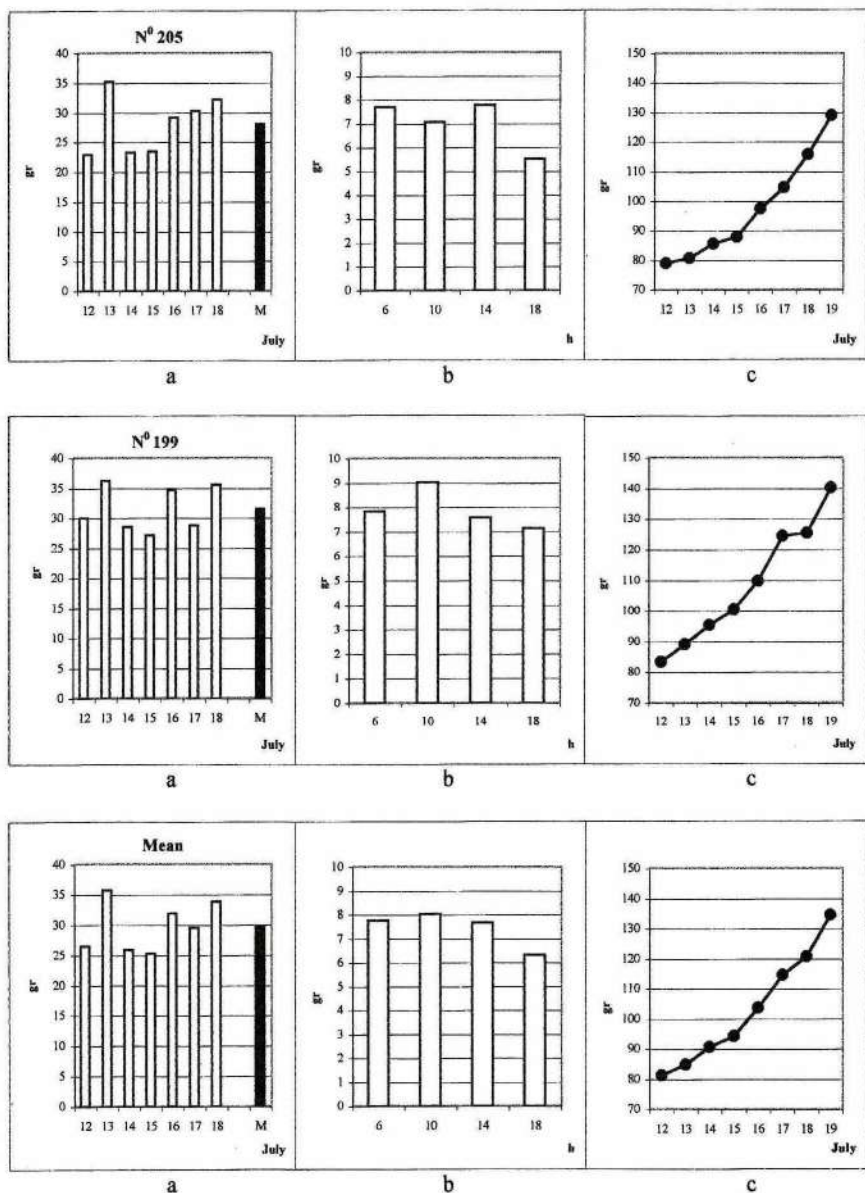 N⁰ 205
40
35
30
25
20
15
10
5
0
gr
12 13 14 15 16 17 18 M
July
a
10
9
8
7
6
5
4
3
2
1
0
gr
6 10 14 18
h
b
150
140
130
120
110
100
90
80
70
gr
12 13 14 15 16 17 18 19
July
c
N⁰ 199
40
35
30
25
20
15
10
5
0
gr
12 13 14 15 16 17 18 M
July
a
10
9
8
7
6
5
4
3
2
1
0
gr
6 10 14 18
h
b
150
140
130
120
110
100
90
80
70
gr
12 13 14 15 16 17 18 19
July
c
Mean
40
35
30
25
20
15
10
5
0
gr
12 13 14 15 16 17 18 M
July
a
10
9
8
7
6
5
4
3
2
1
0
gr
6 10 14 18
h
b
150
140
130
120
110
100
90
80
70
gr
12 13 14 15 16 17 18 19
July
c